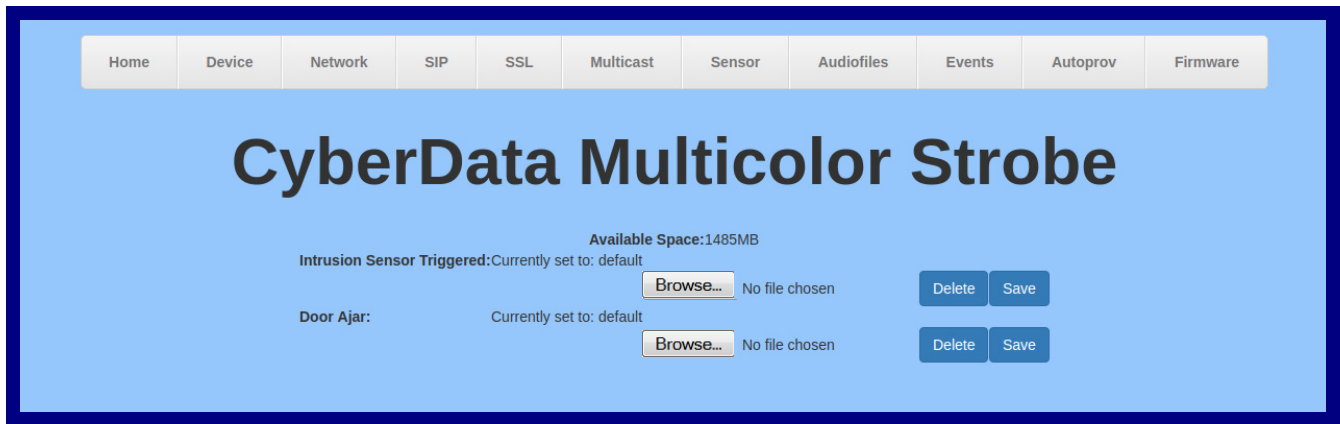 Home Device Network SIP SSL Multicast Sensor Audiofiles Events Autoprov Firmware
CyberData Multicolor Strobe
Available Space:1485MB
Intrusion Sensor Triggered:Currently set to: default
Browse... No file chosen Delete Save
Door Ajar: Currently set to: default
Browse... No file chosen Delete Save